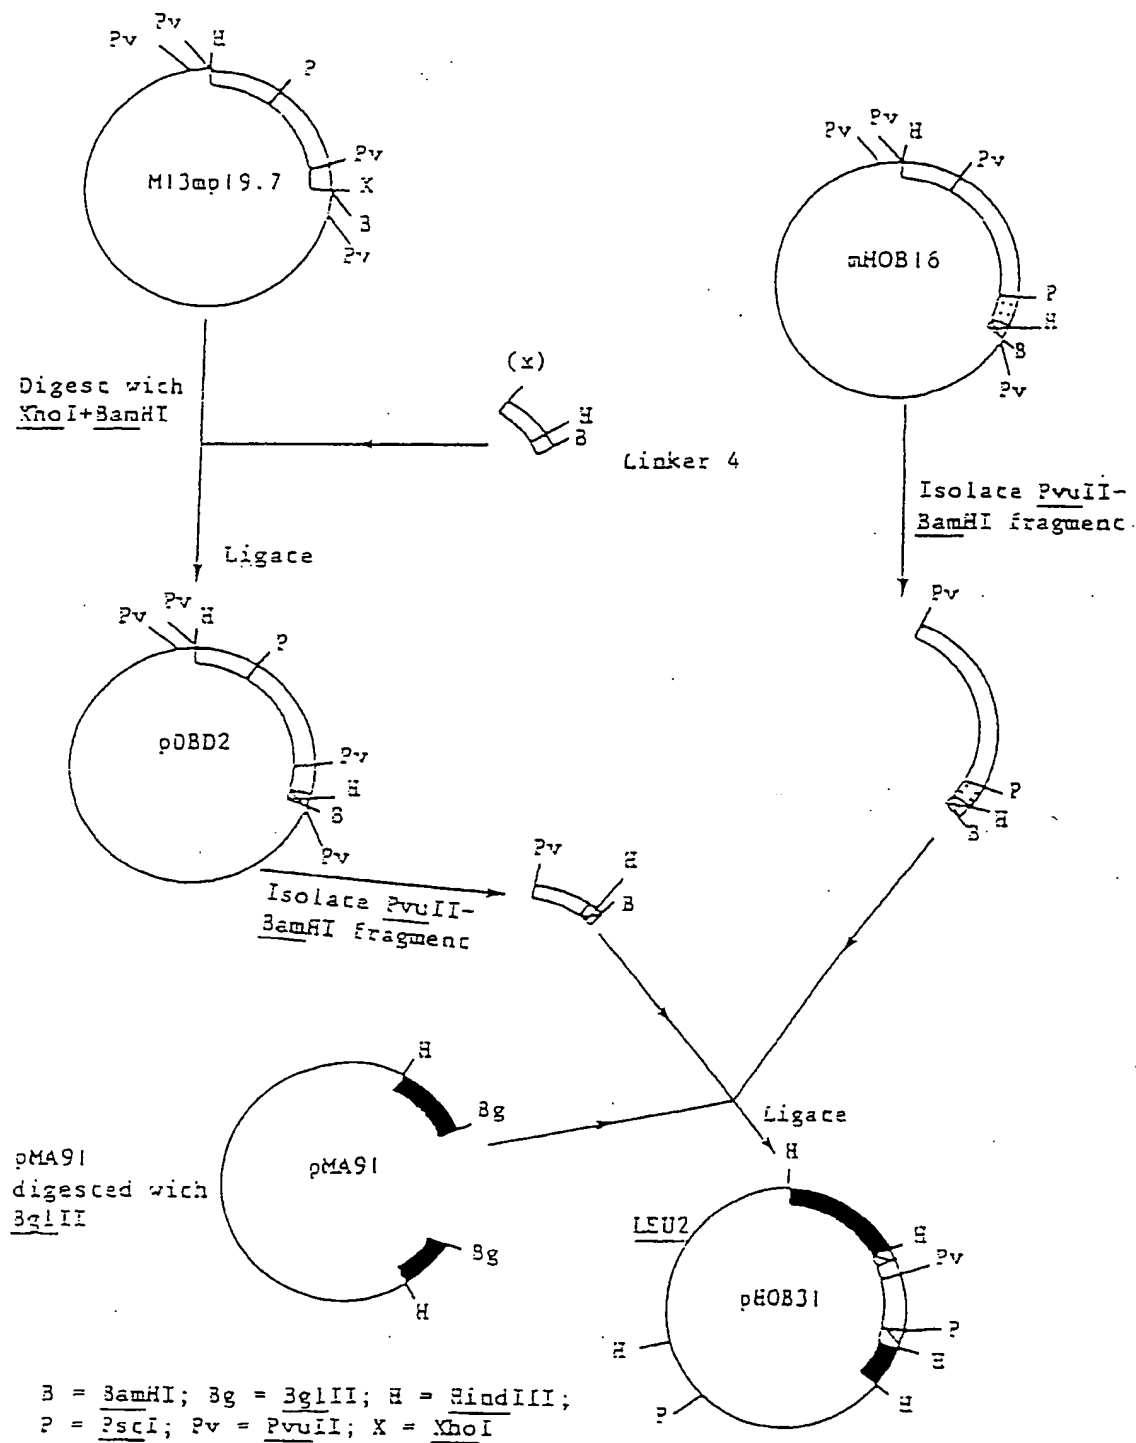 Pv
Pv
H
P
Pv
X
B
Pv
M13mp19.7
Pv
Pv
H
Pv
mHOB16
P
H
B
Pv
Digest with
XhoI+BamHI
(x)
H
B
Linker 4
Isolate PvuII-
BamHI fragment
Ligate
Pv
Pv
H
P
pDBD2
Pv
H
B
Pv
Pv
P
H
B
Isolate PvuII-
BamHI fragment
Pv
H
B
H
Bg
pMA91
pMA91
digested with
BglII
Bg
H
Ligate
H
LEU2
H
Pv
pHOB31
P
H
H
H
P
B = BamHI; Bg = BglII; H = HindIII;
P = PstI; Pv = PvuII; X = XhoI